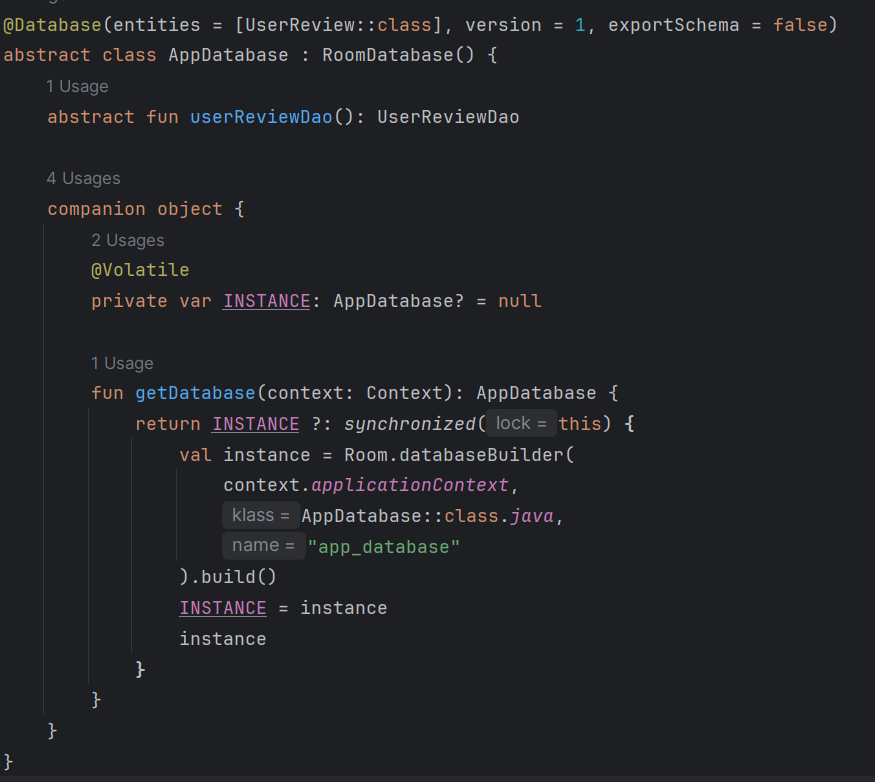 @Database(entities = [UserReview::class], version = 1, exportSchema = false)
abstract class AppDatabase : RoomDatabase() {
1 Usage
abstract fun userReviewDao(): UserReviewDao
4 Usages
companion object {
2 Usages
@Volatile
private var INSTANCE: AppDatabase? = null
1 Usage
fun getDatabase(context: Context): AppDatabase {
return INSTANCE ?: synchronized( lock = this) {
val instance = Room.databaseBuilder(
context.applicationContext,
klass = AppDatabase::class.java,
name = "app_database"
).build()
INSTANCE = instance
instance
}
}
}
}